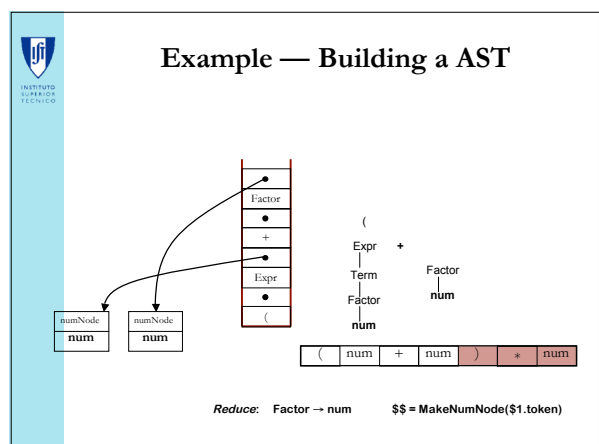 INSTITUTO
SUPERIOR
TECNICO
Example — Building a AST
Factor
+
Expr
(
numNode
num
numNode
num
(
Expr +
Term
Factor
Factor
num
num
( num + num ) * num
Reduce: Factor → num $$ = MakeNumNode($1.token)